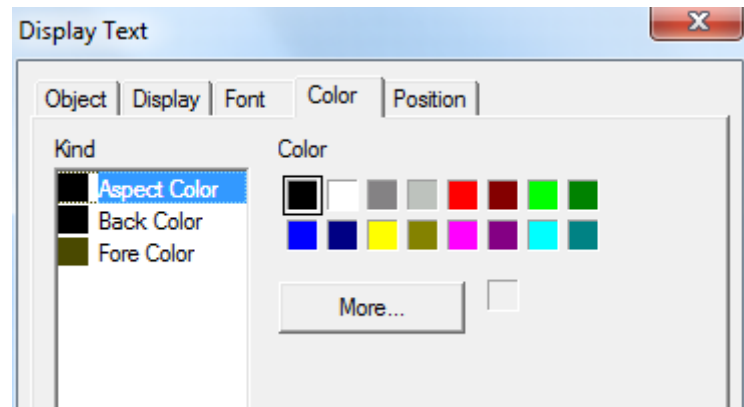 Display Text
Object Display Font Color Position
Kind Color
Aspect Color
Back Color
Fore Color
More...